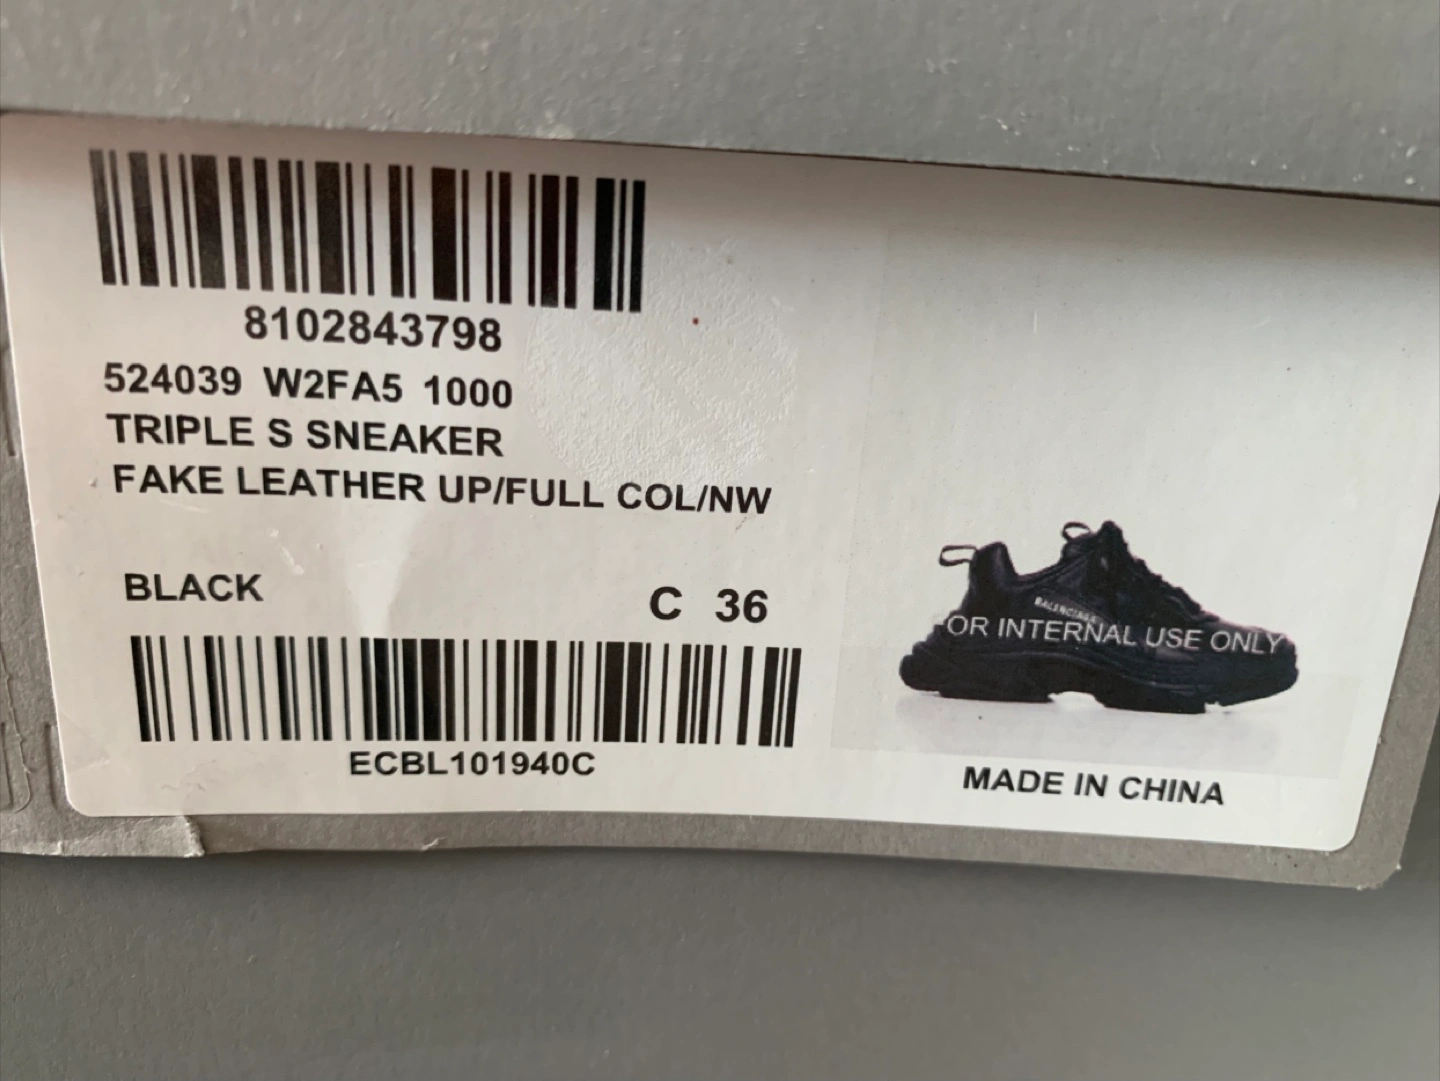 8102843798
524039 W2FA5 1000
TRIPLE S SNEAKER
FAKE LEATHER UP/FULL COL/NW
BLACK
C 36
ECBL101940C
BALENCIAGA
OR INTERNAL USE ONLY
MADE IN CHINA